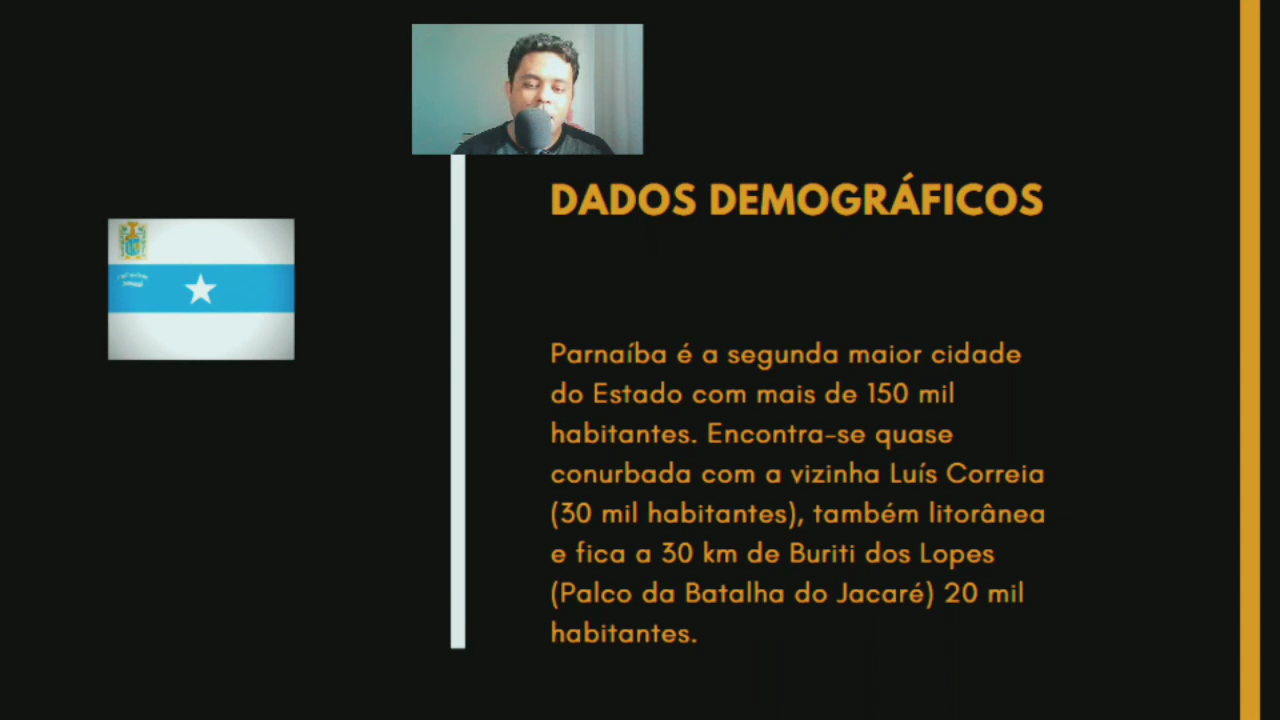 DADOS DEMOGRÁFICOS
Parnaíba é a segunda maior cidade
do Estado com mais de 150 mil
habitantes. Encontra-se quase
conurbada com a vizinha Luís Correia
(30 mil habitantes), também litorânea
e fica a 30 km de Buriti dos Lopes
(Palco da Batalha do Jacaré) 20 mil
habitantes.